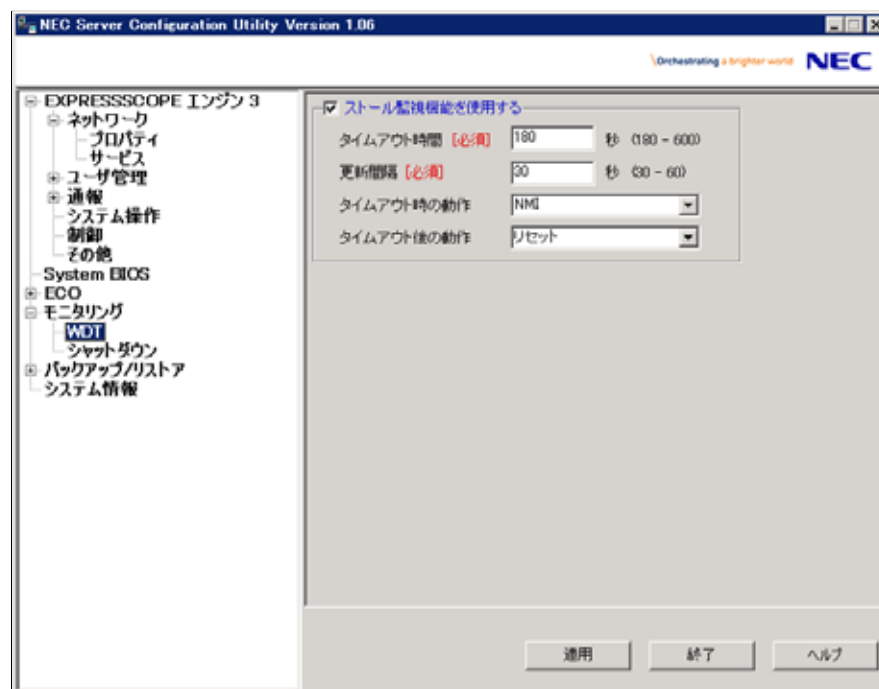 NEC Server Configuration Utility Version 1.06
\Orchestrating a brighter world NEC
EXPRESSSCOPE エンジン 3
ネットワーク
プロパティ
サービス
ユーザ管理
通報
システム操作
制御
その他
System BIOS
ECO
モニタリング
WDT
シャットダウン
バックアップ/リストア
システム情報
ストール監視機能を使用する
タイムアウト時間 [必須] 180 秒 (180 - 600)
更新間隔 [必須] 30 秒 (30 - 60)
タイムアウト時の動作 NMI
タイムアウト後の動作 リセット
適用 終了 ヘルプ